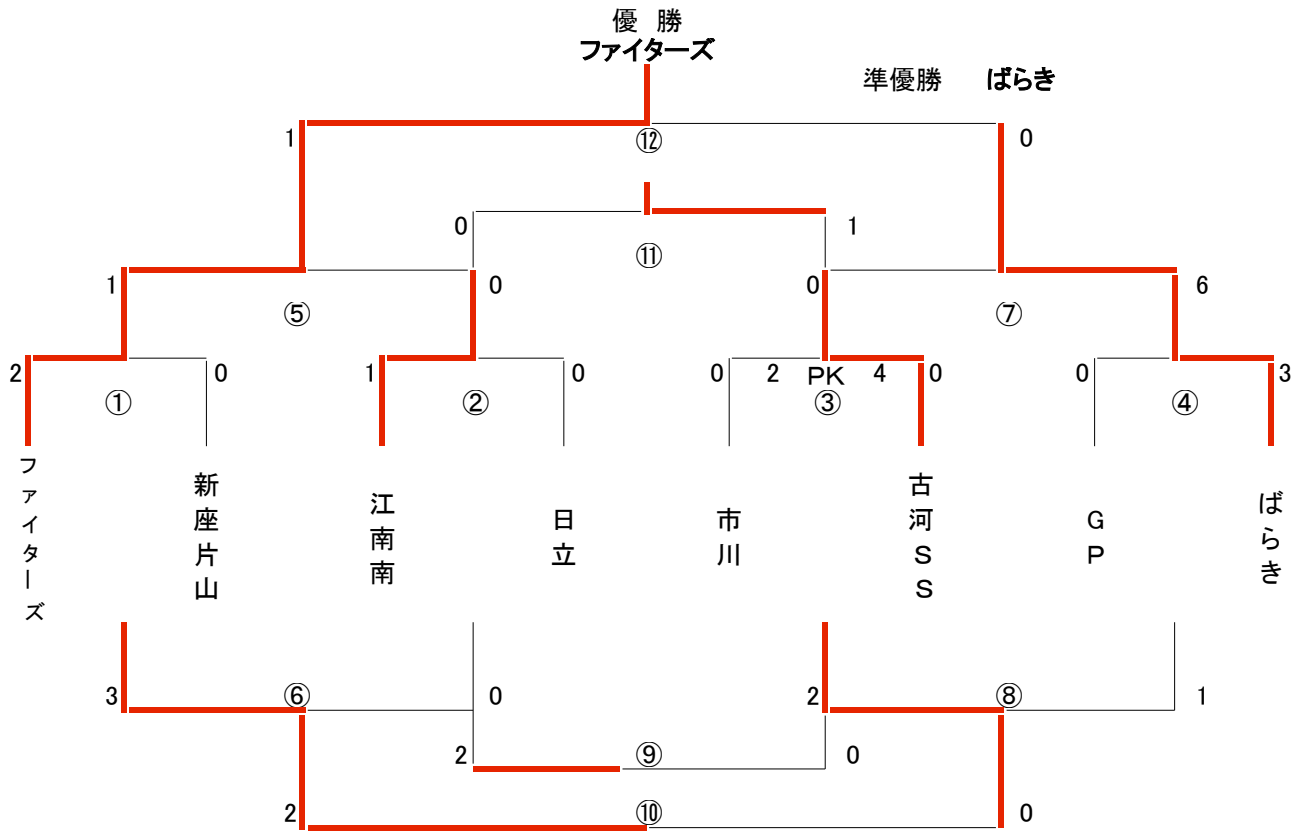 優 勝
ファイターズ
準優勝 ばらき
1 0
⑫
0 1
⑪
1 0 0 6
⑤ ⑦
2 0 1 0 0 2 PK 4 0 0 3
① ② ③ ④
ファイターズ
新座片山
江南南
日立
市川
古河SS
GP
ばらき
3 ⑥ 0 2 ⑧ 1
2 ⑨ 0
2 ⑩ 0